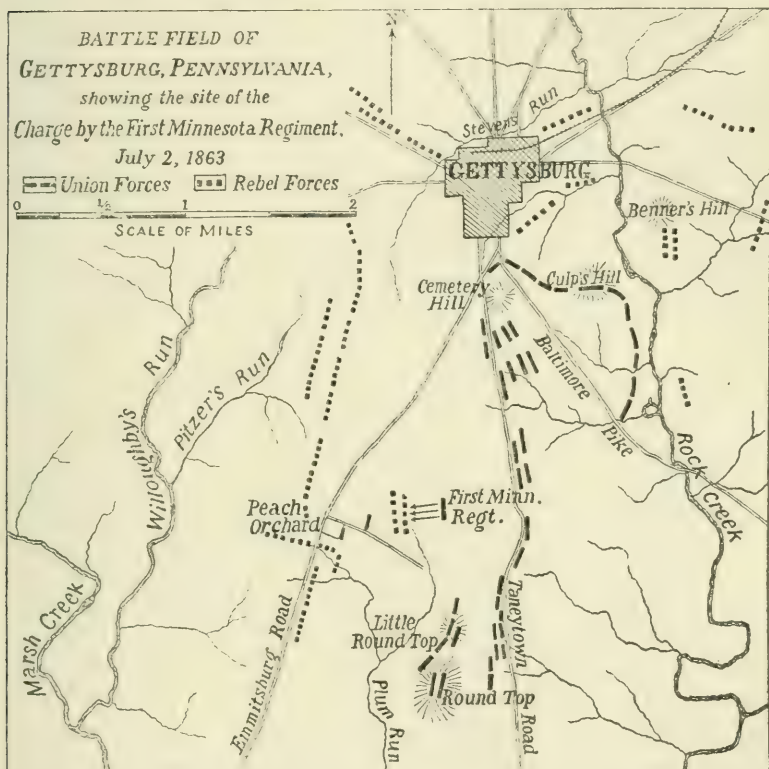 BATTLE FIELD OF
GETTYSBURG, PENNSYLVANIA,
showing the site of the
Charge by the First Minnesota Regiment,
July 2, 1863
Union Forces Rebel Forces
0 ½ 1 2
SCALE OF MILES
N
Stevens Run
GETTYSBURG
Benner's Hill
Cemetery
Hill
Culp's Hill
Baltimore Pike
Rock Creek
Willoughby's Run
Pitzer's Run
Peach
Orchard
First Minn.
Regt.
Marsh Creek
Emmitsburg Road
Little
Round Top
Round Top
Plum Run
Taneytown Road